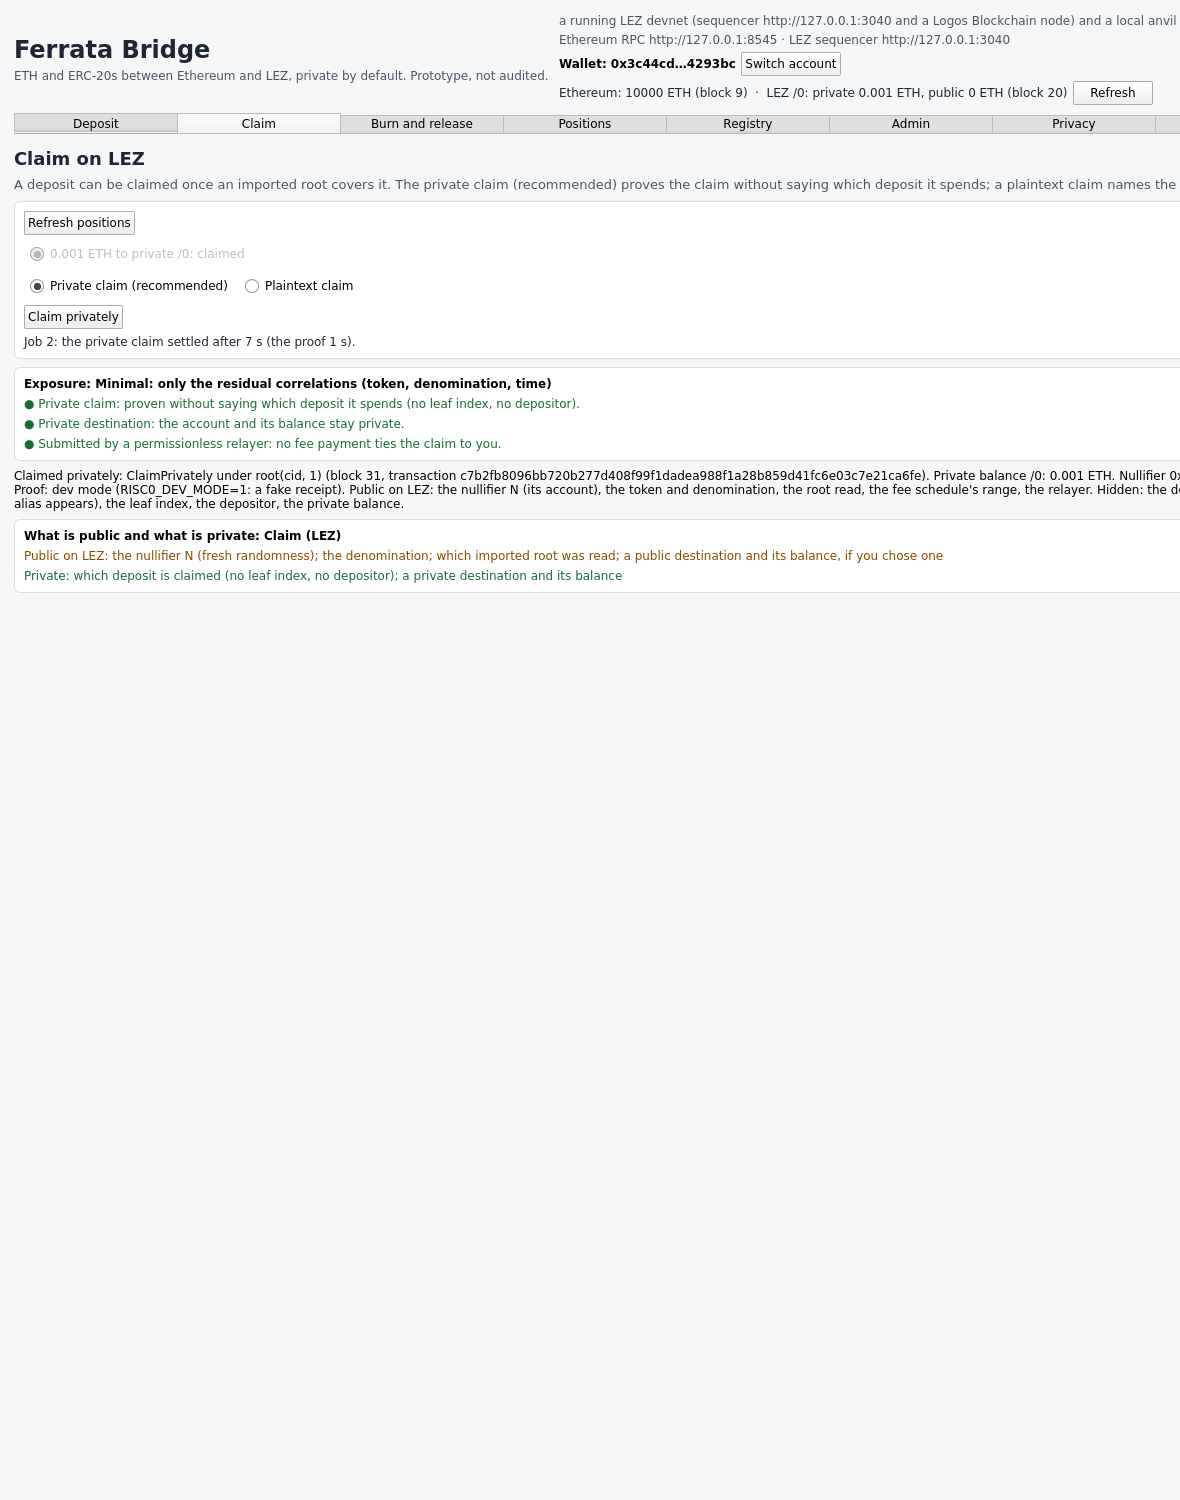 Ferrata Bridge
ETH and ERC-20s between Ethereum and LEZ, private by default. Prototype, not audited.
a running LEZ devnet (sequencer http://127.0.0.1:3040 and a Logos Blockchain node) and a local anvil
Ethereum RPC http://127.0.0.1:8545 · LEZ sequencer http://127.0.0.1:3040
Wallet: 0x3c44cd…4293bc Switch account
Ethereum: 10000 ETH (block 9) · LEZ /0: private 0.001 ETH, public 0 ETH (block 20) Refresh
Deposit Claim Burn and release Positions Registry Admin Privacy
Claim on LEZ
A deposit can be claimed once an imported root covers it. The private claim (recommended) proves the claim without saying which deposit it spends; a plaintext claim names the
Refresh positions
0.001 ETH to private /0: claimed
Private claim (recommended) Plaintext claim
Claim privately
Job 2: the private claim settled after 7 s (the proof 1 s).
Exposure: Minimal: only the residual correlations (token, denomination, time)
● Private claim: proven without saying which deposit it spends (no leaf index, no depositor).
● Private destination: the account and its balance stay private.
● Submitted by a permissionless relayer: no fee payment ties the claim to you.
Claimed privately: ClaimPrivately under root(cid, 1) (block 31, transaction c7b2fb8096bb720b277d408f99f1dadea988f1a28b859d41fc6e03c7e21ca6fe). Private balance /0: 0.001 ETH. Nullifier 0x
Proof: dev mode (RISC0_DEV_MODE=1: a fake receipt). Public on LEZ: the nullifier N (its account), the token and denomination, the root read, the fee schedule's range, the relayer. Hidden: the d
alias appears), the leaf index, the depositor, the private balance.
What is public and what is private: Claim (LEZ)
Public on LEZ: the nullifier N (fresh randomness); the denomination; which imported root was read; a public destination and its balance, if you chose one
Private: which deposit is claimed (no leaf index, no depositor); a private destination and its balance